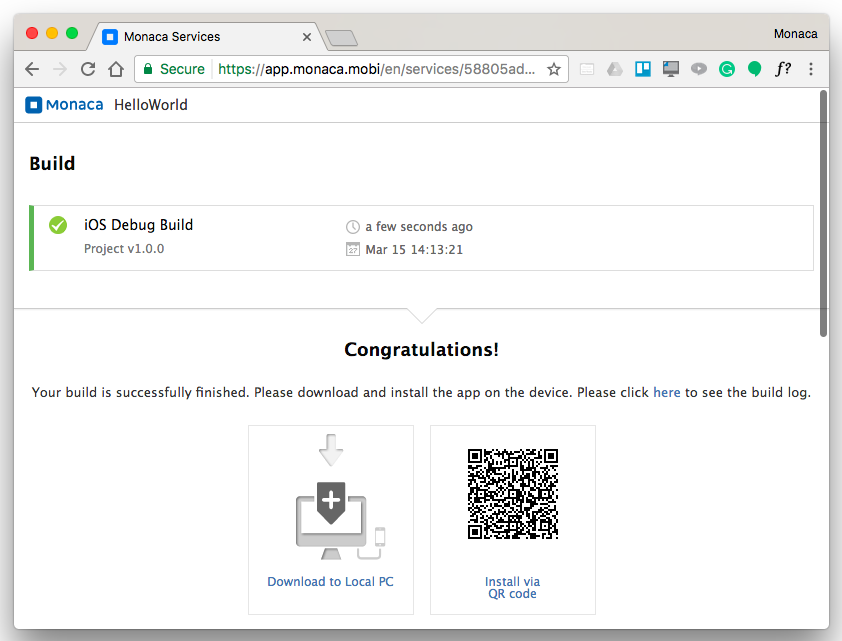 Monaca Services
Monaca
Secure https://app.monaca.mobi/en/services/58805ad...
f?
Monaca HelloWorld
Build
iOS Debug Build
a few seconds ago
Project v1.0.0
27
Mar 15 14:13:21
Congratulations!
Your build is successfully finished. Please download and install the app on the device. Please click here to see the build log.
Download to Local PC
Install via
QR code